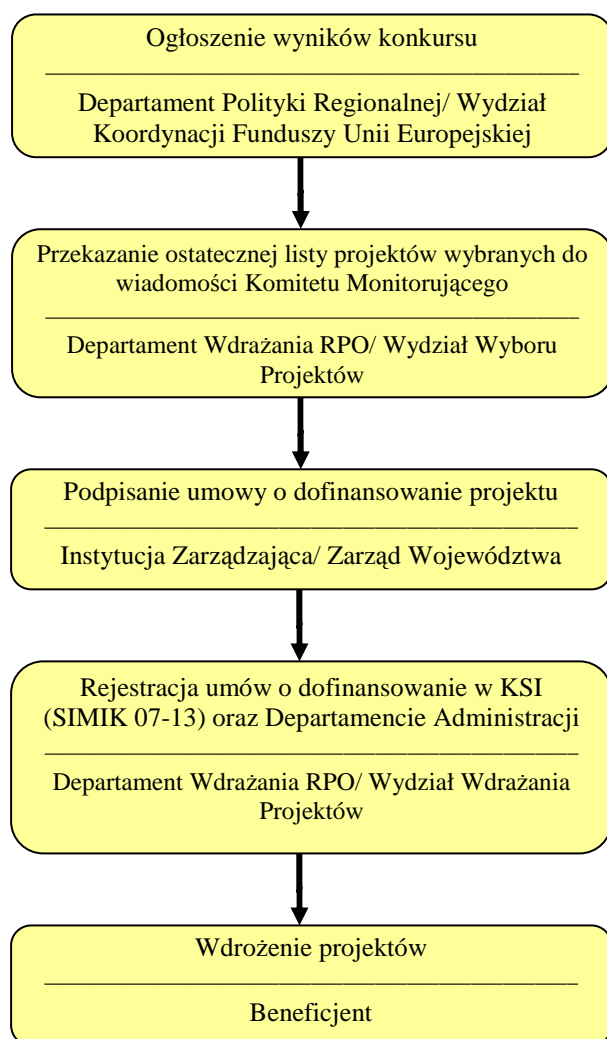 Ogłoszenie wyników konkursu
Departament Polityki Regionalnej/ Wydział
Koordynacji Funduszy Unii Europejskiej
Przekazanie ostatecznej listy projektów wybranych do
wiadomości Komitetu Monitorującego
Departament Wdrażania RPO/ Wydział Wyboru
Projektów
Podpisanie umowy o dofinansowanie projektu
Instytucja Zarządzająca/ Zarząd Województwa
Rejestracja umów o dofinansowanie w KSI
(SIMIK 07-13) oraz Departamencie Administracji
Departament Wdrażania RPO/ Wydział Wdrażania
Projektów
Wdrożenie projektów
Beneficjent